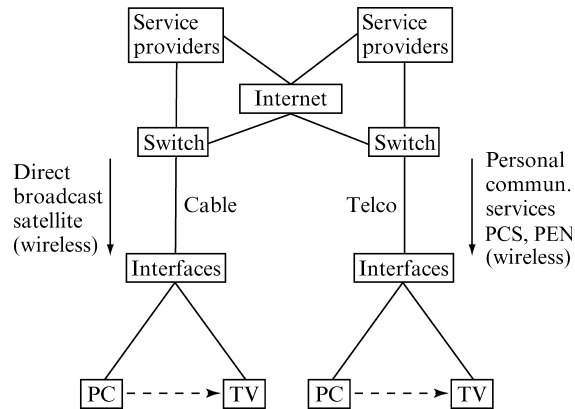 Service
providers
Service
providers
Internet
Switch
Switch
Direct
broadcast
satellite
(wireless)
Cable
Telco
Personal
commun.
services
PCS, PEN
(wireless)
Interfaces
Interfaces
PC
TV
PC
TV